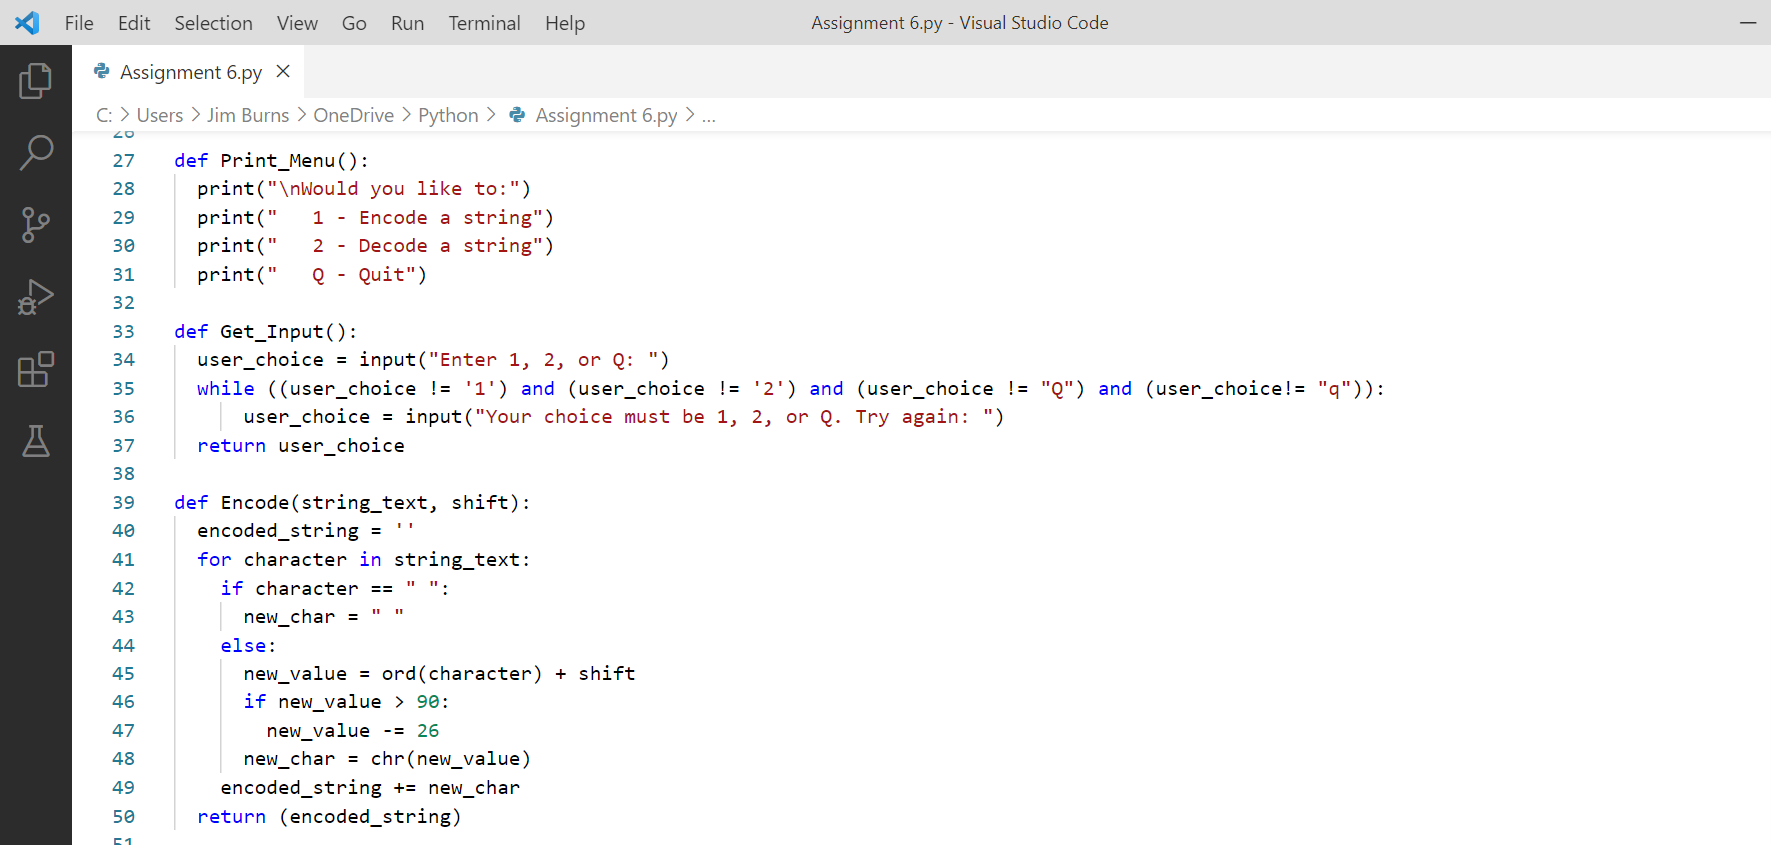 File Edit Selection View Go Run Terminal Help Assignment 6.py - Visual Studio Code
Assignment 6.py
C: > Users > Jim Burns > OneDrive > Python > Assignment 6.py > ...
26
27 def Print_Menu():
28   print("\nWould you like to:")
29   print("   1 - Encode a string")
30   print("   2 - Decode a string")
31   print("   Q - Quit")
32
33 def Get_Input():
34   user_choice = input("Enter 1, 2, or Q: ")
35   while ((user_choice != '1') and (user_choice != '2') and (user_choice != "Q") and (user_choice!= "q")):
36       user_choice = input("Your choice must be 1, 2, or Q. Try again: ")
37   return user_choice
38
39 def Encode(string_text, shift):
40   encoded_string = ''
41   for character in string_text:
42     if character == " ":
43       new_char = " "
44     else:
45       new_value = ord(character) + shift
46       if new_value > 90:
47         new_value -= 26
48       new_char = chr(new_value)
49     encoded_string += new_char
50   return (encoded_string)
51